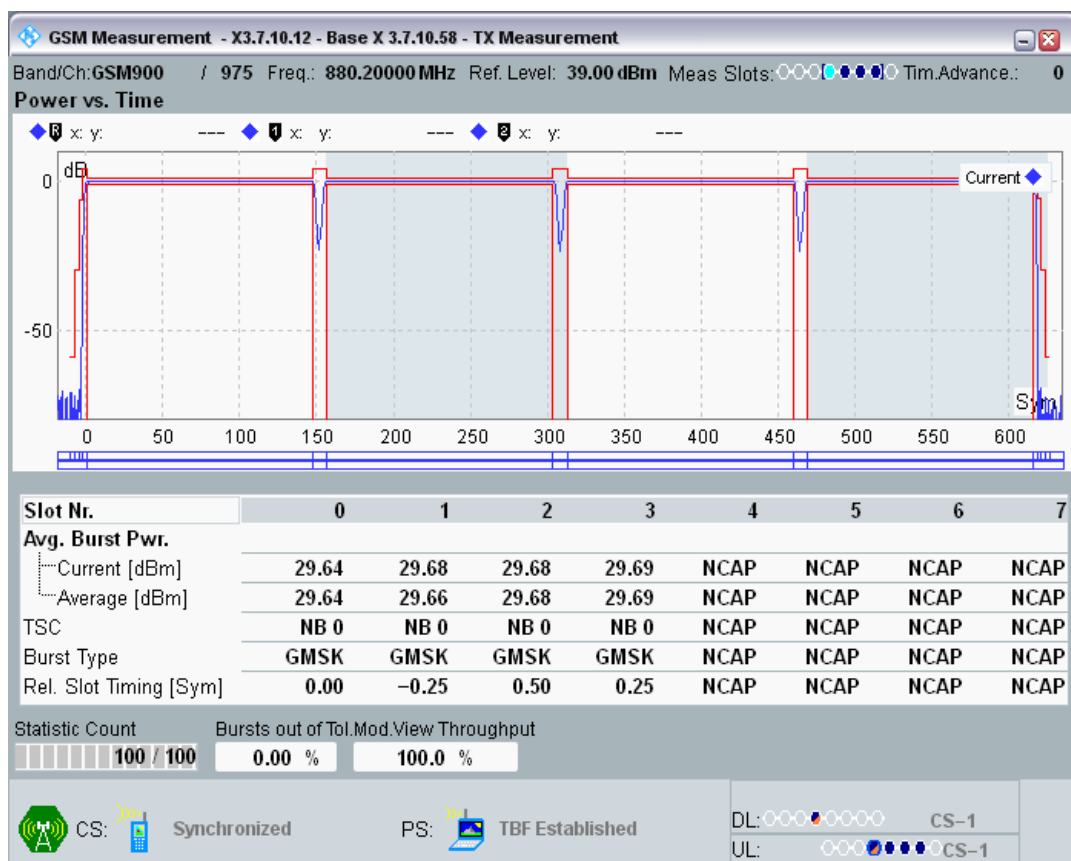 GSM Measurement - X3.7.10.12 - Base X 3.7.10.58 - TX Measurement
Band/Ch:GSM900 / 975 Freq.: 880.20000 MHz Ref. Level: 39.00 dBm Meas Slots: Tim.Advance.: 0
Power vs. Time
R x: y: --- 1 x: y: --- 2 x: y: ---
dB
0
Current
-50
Sym
0 50 100 150 200 250 300 350 400 450 500 550 600
Slot Nr. 0 1 2 3 4 5 6 7
Avg. Burst Pwr.
Current [dBm] 29.64 29.68 29.68 29.69 NCAP NCAP NCAP NCAP
Average [dBm] 29.64 29.66 29.68 29.69 NCAP NCAP NCAP NCAP
TSC NB 0 NB 0 NB 0 NB 0 NCAP NCAP NCAP NCAP
Burst Type GMSK GMSK GMSK GMSK NCAP NCAP NCAP NCAP
Rel. Slot Timing [Sym] 0.00 −0.25 0.50 0.25 NCAP NCAP NCAP NCAP
Statistic Count Bursts out of Tol.Mod.View Throughput
100 / 100 0.00 % 100.0 %
CS: Synchronized PS: TBF Established
DL: CS−1
UL: CS−1